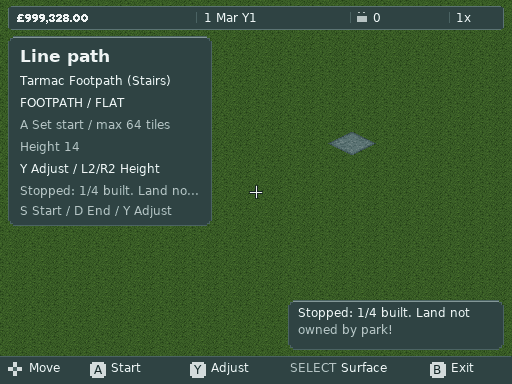 £999,328.00 1 Mar Y1 0 1x
Line path
Tarmac Footpath (Stairs)
FOOTPATH / FLAT
A Set start / max 64 tiles
Height 14
Y Adjust / L2/R2 Height
Stopped: 1/4 built. Land no...
S Start / D End / Y Adjust
Stopped: 1/4 built. Land not
owned by park!
Move A Start Y Adjust SELECT Surface B Exit